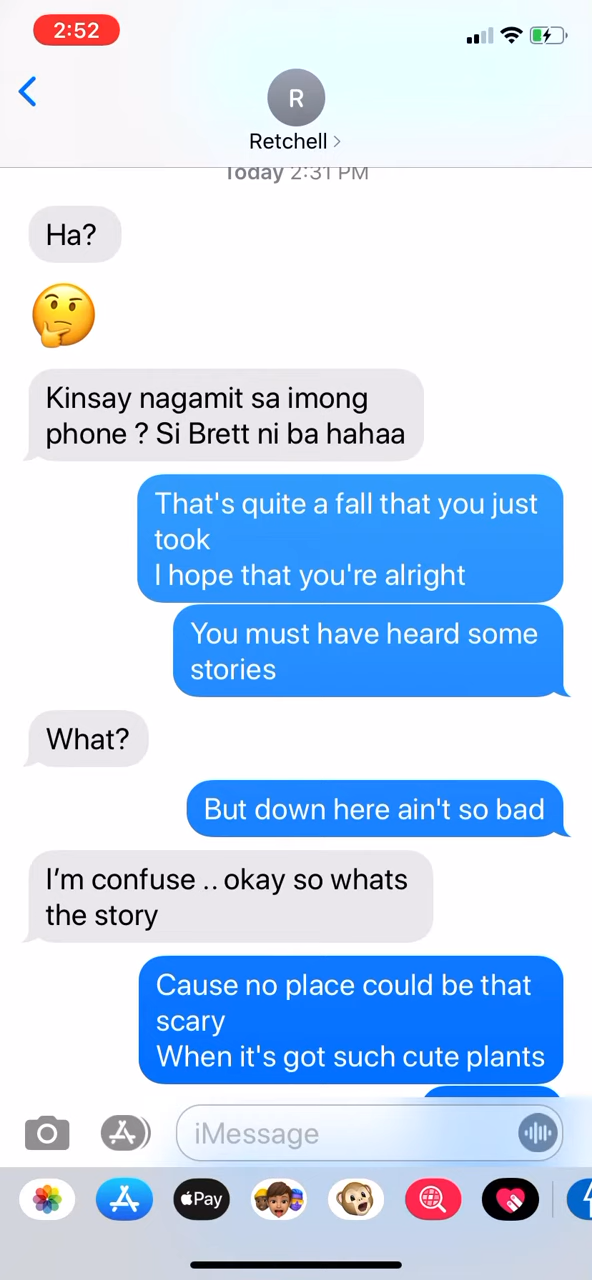 2:52
R
Retchell
Today 2:31 PM
Ha?
Kinsay nagamit sa imong
phone ? Si Brett ni ba hahaa
That's quite a fall that you just
took
I hope that you're alright
You must have heard some
stories
What?
But down here ain't so bad
I'm confuse .. okay so whats
the story
Cause no place could be that
scary
When it's got such cute plants
iMessage
Pay